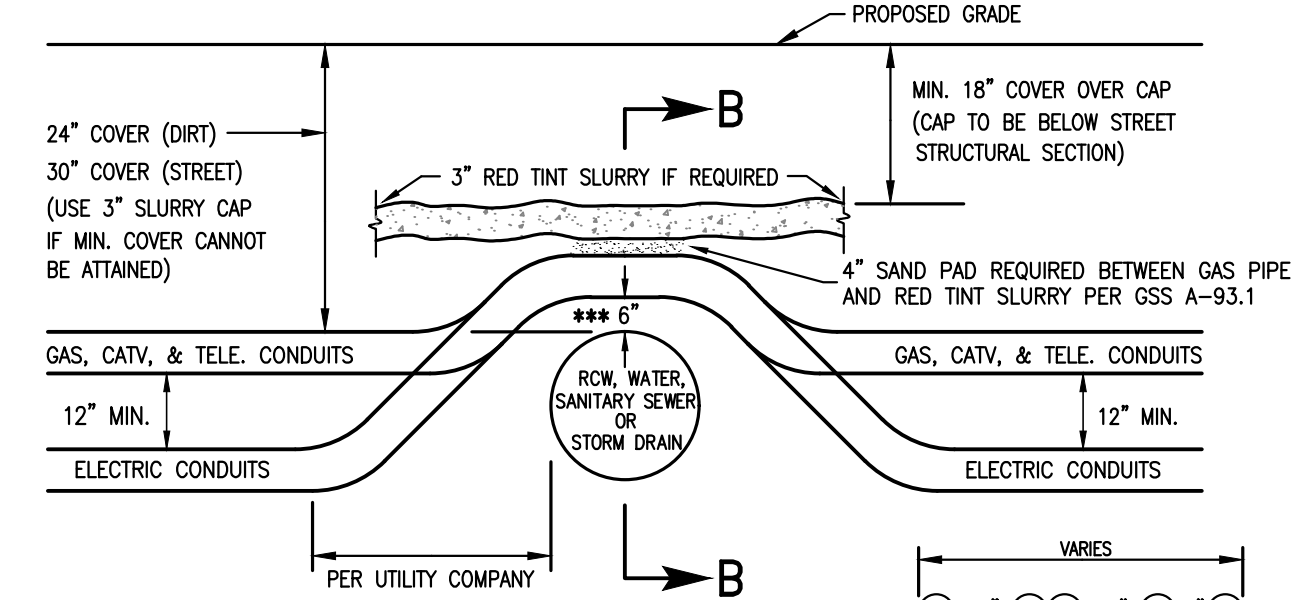 PROPOSED GRADE
24” COVER (DIRT)
30” COVER (STREET)
(USE 3” SLURRY CAP
IF MIN. COVER CANNOT
BE ATTAINED)
B
MIN. 18” COVER OVER CAP
(CAP TO BE BELOW STREET
STRUCTURAL SECTION)
3” RED TINT SLURRY IF REQUIRED
4” SAND PAD REQUIRED BETWEEN GAS PIPE
AND RED TINT SLURRY PER GSS A-93.1
*** 6”
GAS, CATV, & TELE. CONDUITS
GAS, CATV, & TELE. CONDUITS
RCW, WATER,
SANITARY SEWER
OR
STORM DRAIN
12” MIN.
12” MIN.
ELECTRIC CONDUITS
ELECTRIC CONDUITS
PER UTILITY COMPANY
B
VARIES